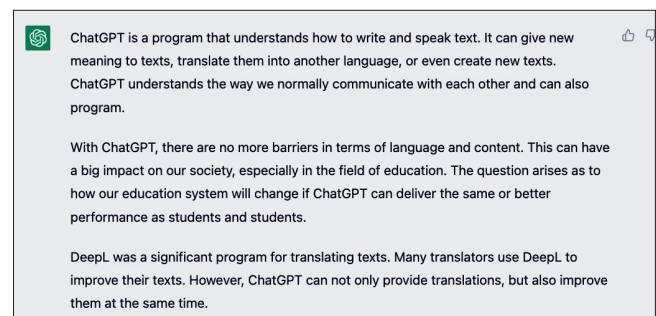 ChatGPT is a program that understands how to write and speak text. It can give new
meaning to texts, translate them into another language, or even create new texts.
ChatGPT understands the way we normally communicate with each other and can also
program.
With ChatGPT, there are no more barriers in terms of language and content. This can have
a big impact on our society, especially in the field of education. The question arises as to
how our education system will change if ChatGPT can deliver the same or better
performance as students and students.
DeepL was a significant program for translating texts. Many translators use DeepL to
improve their texts. However, ChatGPT can not only provide translations, but also improve
them at the same time.